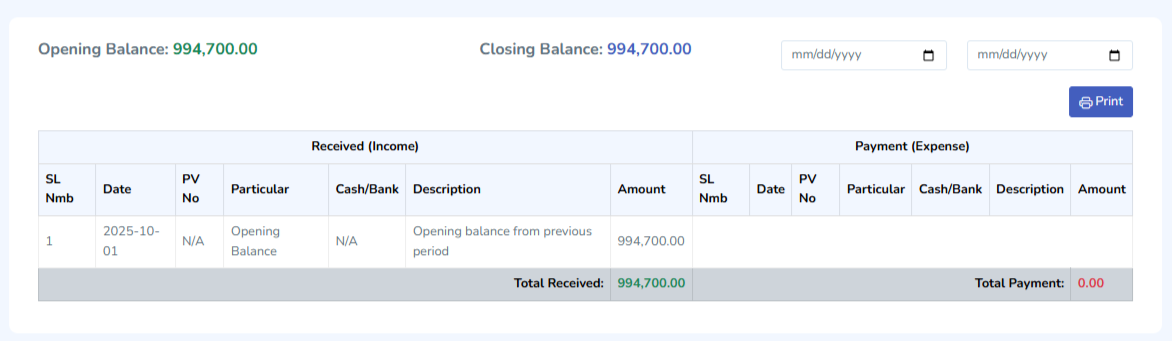 Opening Balance: 994,700.00
Closing Balance: 994,700.00
mm/dd/yyyy
mm/dd/yyyy
Print
Received (Income)
Payment (Expense)
SL Nmb
Date
PV No
Particular
Cash/Bank
Description
Amount
SL Nmb
Date
PV No
Particular
Cash/Bank
Description
Amount
1
2025-10-
01
N/A
Opening
Balance
N/A
Opening balance from previous
period
994,700.00
Total Received: 994,700.00
Total Payment: 0.00